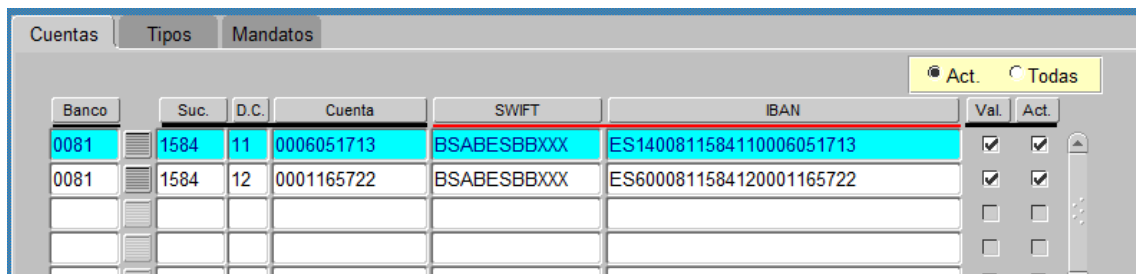 Cuentas Tipos Mandatos
Act. Todas
Banco Suc. D.C. Cuenta SWIFT IBAN Val. Act.
0081 1584 11 0006051713 BSABESBBXXX ES1400811584110006051713
0081 1584 12 0001165722 BSABESBBXXX ES6000811584120001165722